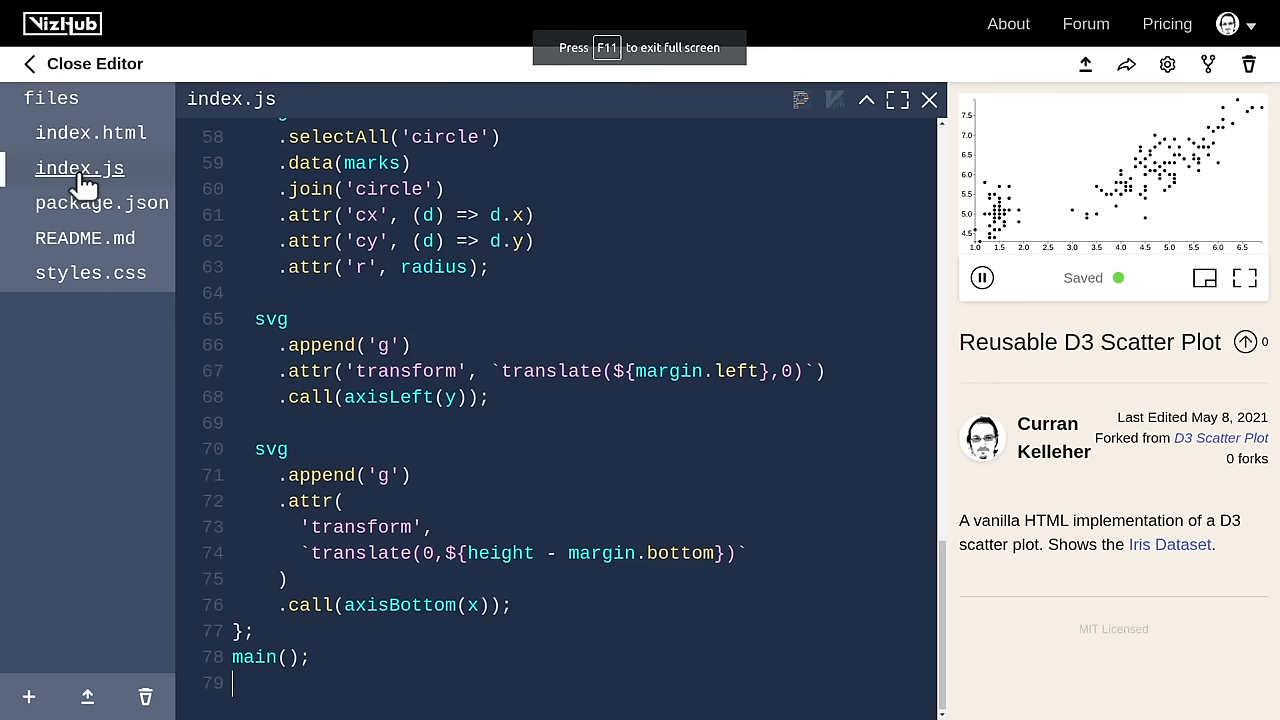 VizHub
About Forum Pricing
Press F11 to exit full screen
Close Editor
files
index.html
index.js
package.json
README.md
styles.css
index.js
58 .selectAll('circle')
59 .data(marks)
60 .join('circle')
61 .attr('cx', (d) => d.x)
62 .attr('cy', (d) => d.y)
63 .attr('r', radius);
64
65 svg
66 .append('g')
67 .attr('transform', `translate(${margin.left},0)`)
68 .call(axisLeft(y));
69
70 svg
71 .append('g')
72 .attr(
73 'transform',
74 `translate(0,${height - margin.bottom})`
75 )
76 .call(axisBottom(x));
77 };
78 main();
79
7.5
7.0
6.5
6.0
5.5
5.0
4.5
1.0 1.5 2.0 2.5 3.0 3.5 4.0 4.5 5.0 5.5 6.0 6.5
Saved
Reusable D3 Scatter Plot
0
Curran
Kelleher
Last Edited May 8, 2021
Forked from D3 Scatter Plot
0 forks
A vanilla HTML implementation of a D3
scatter plot. Shows the Iris Dataset.
MIT Licensed